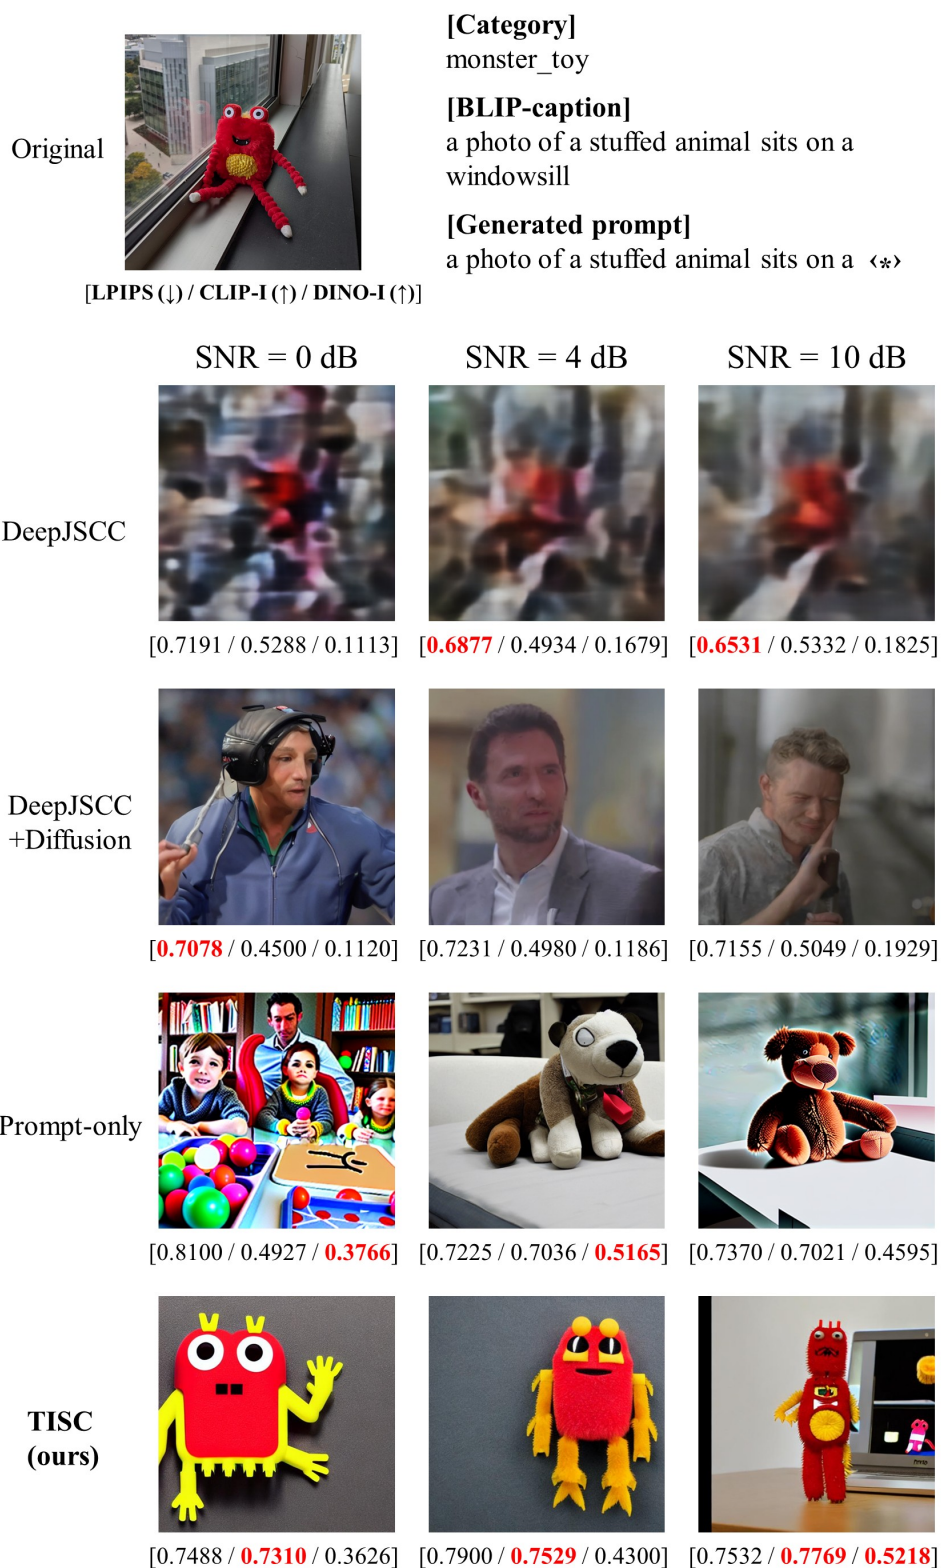 [Category]
monster_toy
[BLIP-caption]
a photo of a stuffed animal sits on a
windowsill
[Generated prompt]
a photo of a stuffed animal sits on a ‹*›
Original
[LPIPS (↓) / CLIP-I (↑) / DINO-I (↑)]
SNR = 0 dB SNR = 4 dB SNR = 10 dB
DeepJSCC
[0.7191 / 0.5288 / 0.1113] [0.6877 / 0.4934 / 0.1679] [0.6531 / 0.5332 / 0.1825]
DeepJSCC
+Diffusion
[0.7078 / 0.4500 / 0.1120] [0.7231 / 0.4980 / 0.1186] [0.7155 / 0.5049 / 0.1929]
Prompt-only
[0.8100 / 0.4927 / 0.3766] [0.7225 / 0.7036 / 0.5165] [0.7370 / 0.7021 / 0.4595]
TISC
(ours)
[0.7488 / 0.7310 / 0.3626] [0.7900 / 0.7529 / 0.4300] [0.7532 / 0.7769 / 0.5218]